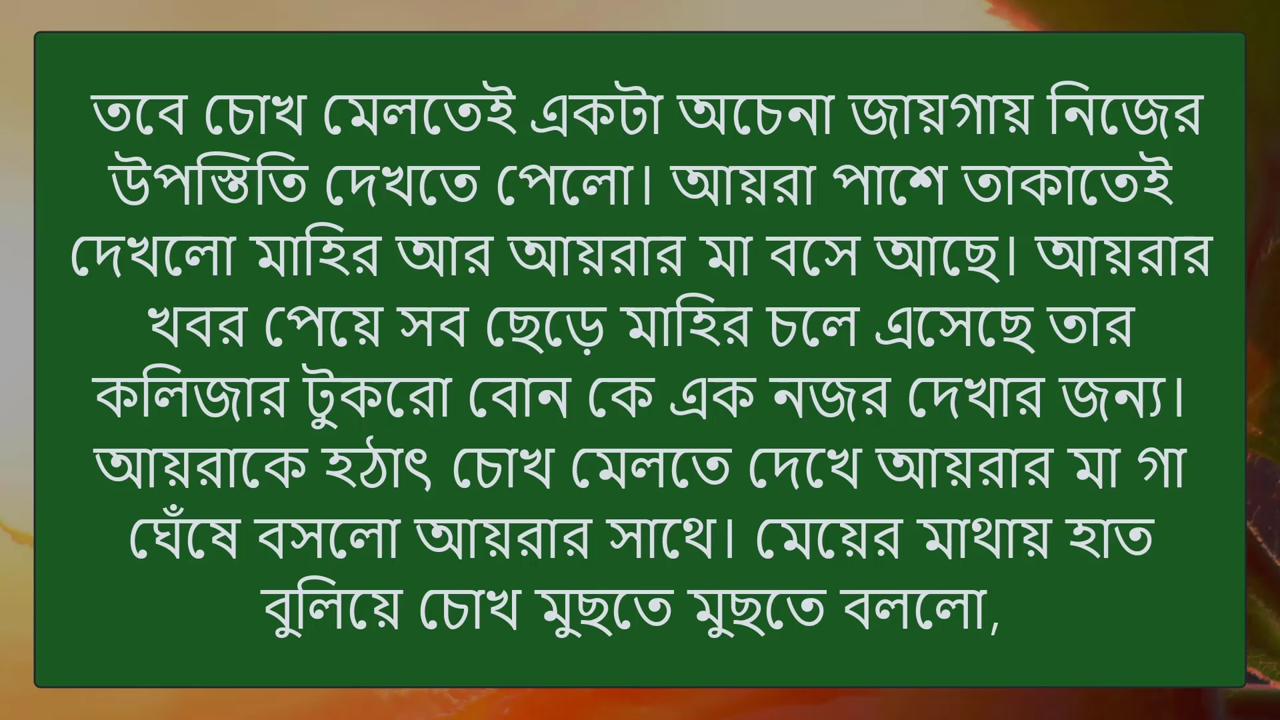 তবে চোখ মেলতেই একটা অচেনা জায়গায় নিজের
উপস্তিতি দেখতে পেলো। আয়রা পাশে তাকাতেই
দেখলো মাহির আর আয়রার মা বসে আছে। আয়রার
খবর পেয়ে সব ছেড়ে মাহির চলে এসেছে তার
কলিজার টুকরো বোন কে এক নজর দেখার জন্য।
আয়রাকে হঠাৎ চোখ মেলতে দেখে আয়রার মা গা
ঘেঁষে বসলো আয়রার সাথে। মেয়ের মাথায় হাত
বুলিয়ে চোখ মুছতে মুছতে বললো,